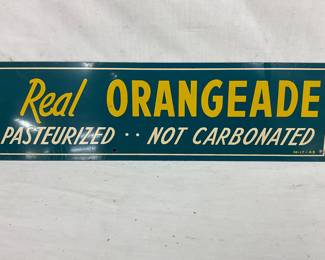 Real ORANGEADE
PASTEURIZED ·· NOT CARBONATED